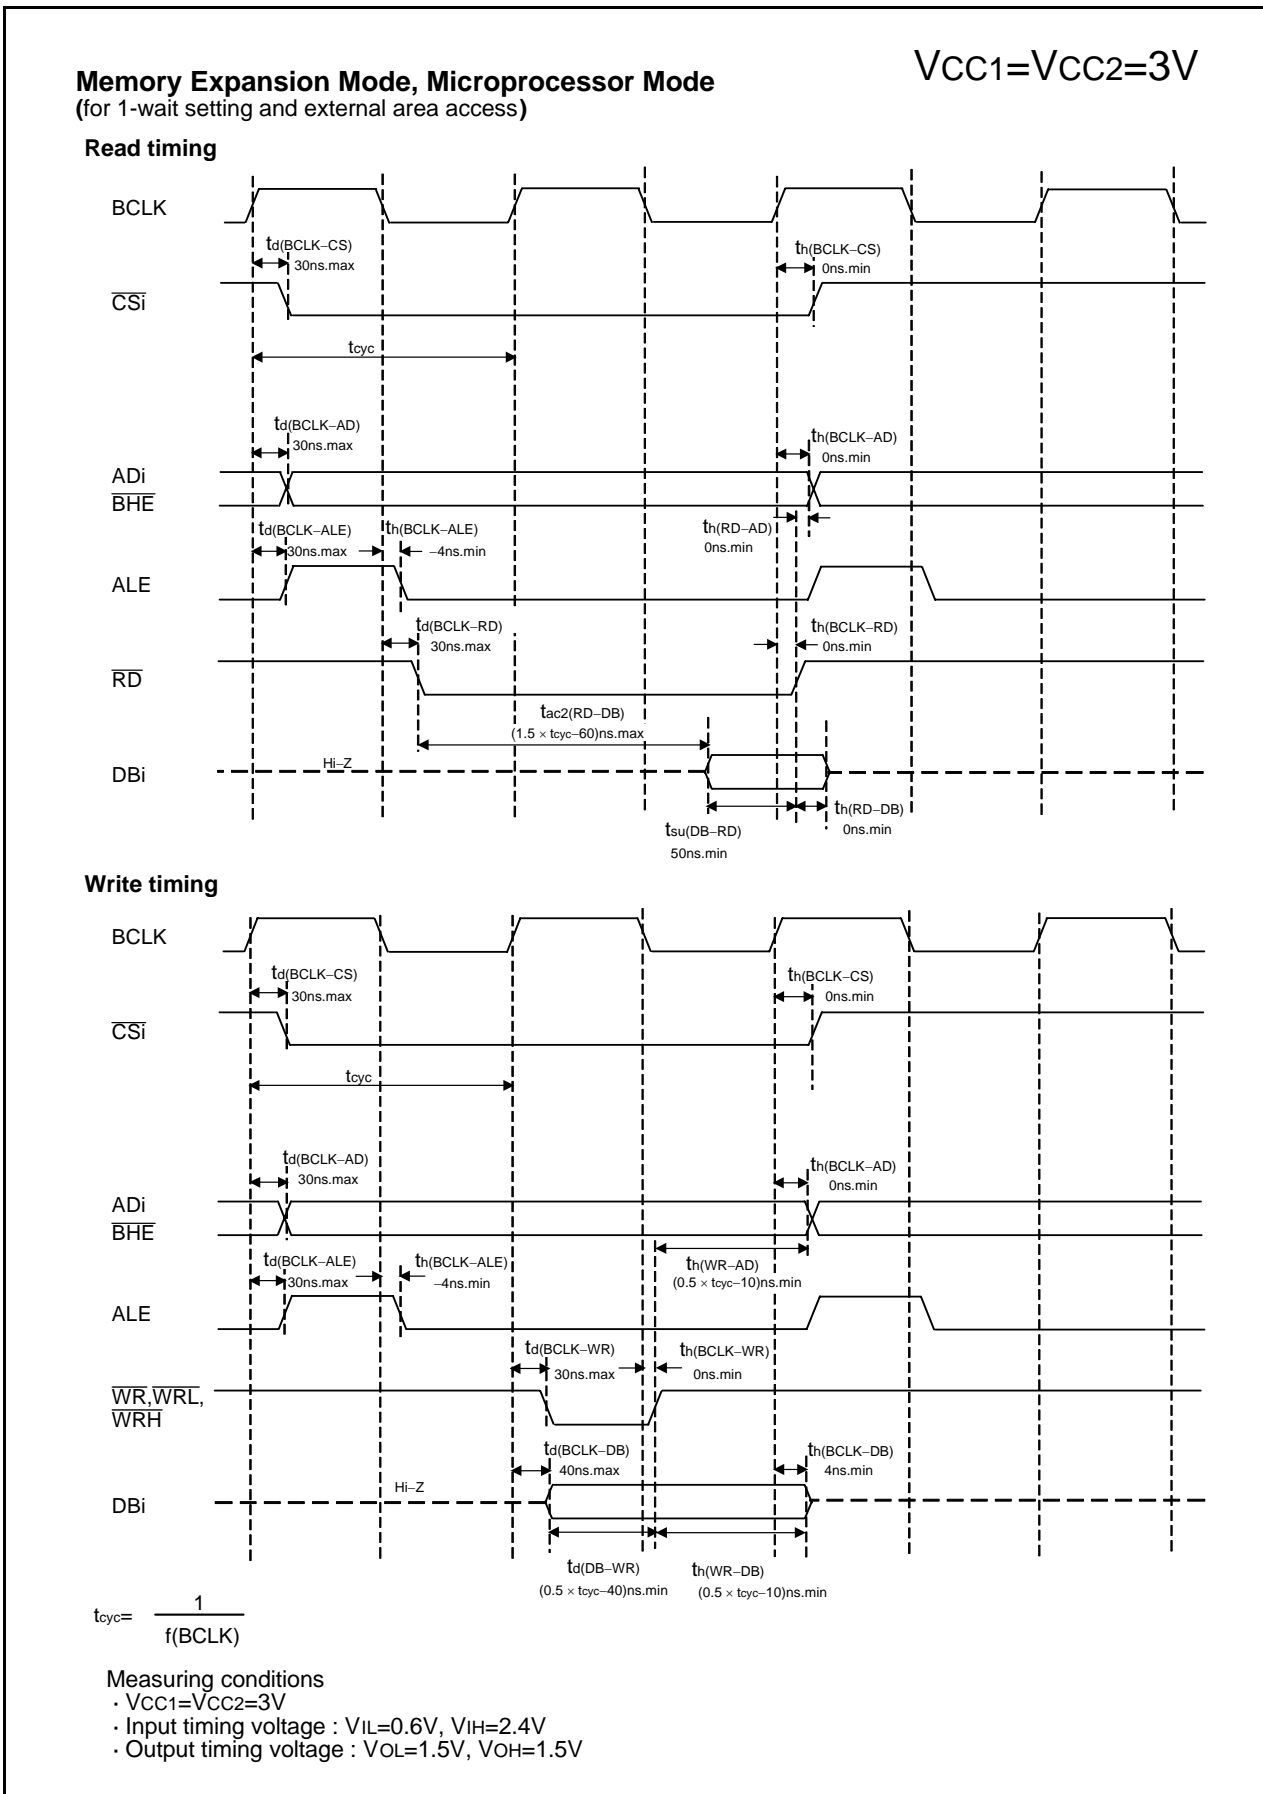 VCC1=VCC2=3V
Memory Expansion Mode, Microprocessor Mode
(for 1-wait setting and external area access)
Read timing
BCLK
td(BCLK−CS)
30ns.max
th(BCLK−CS)
0ns.min
CSi
tcyc
td(BCLK−AD)
30ns.max
th(BCLK−AD)
0ns.min
ADi
BHE
td(BCLK−ALE)
30ns.max
th(BCLK−ALE)
−4ns.min
th(RD−AD)
0ns.min
ALE
td(BCLK−RD)
30ns.max
th(BCLK−RD)
0ns.min
RD
tac2(RD−DB)
(1.5 × tcyc−60)ns.max
DBi
Hi−Z
tsu(DB−RD)
50ns.min
th(RD−DB)
0ns.min
Write timing
BCLK
td(BCLK−CS)
30ns.max
th(BCLK−CS)
0ns.min
CSi
tcyc
td(BCLK−AD)
30ns.max
th(BCLK−AD)
0ns.min
ADi
BHE
td(BCLK−ALE)
30ns.max
th(BCLK−ALE)
−4ns.min
th(WR−AD)
(0.5 × tcyc−10)ns.min
ALE
td(BCLK−WR)
30ns.max
th(BCLK−WR)
0ns.min
WR,WRL,
WRH
td(BCLK−DB)
40ns.max
th(BCLK−DB)
4ns.min
DBi
Hi−Z
td(DB−WR)
(0.5 × tcyc−40)ns.min
th(WR−DB)
(0.5 × tcyc−10)ns.min
tcyc= 1
f(BCLK)
Measuring conditions
· VCC1=VCC2=3V
· Input timing voltage : VIL=0.6V, VIH=2.4V
· Output timing voltage : VOL=1.5V, VOH=1.5V